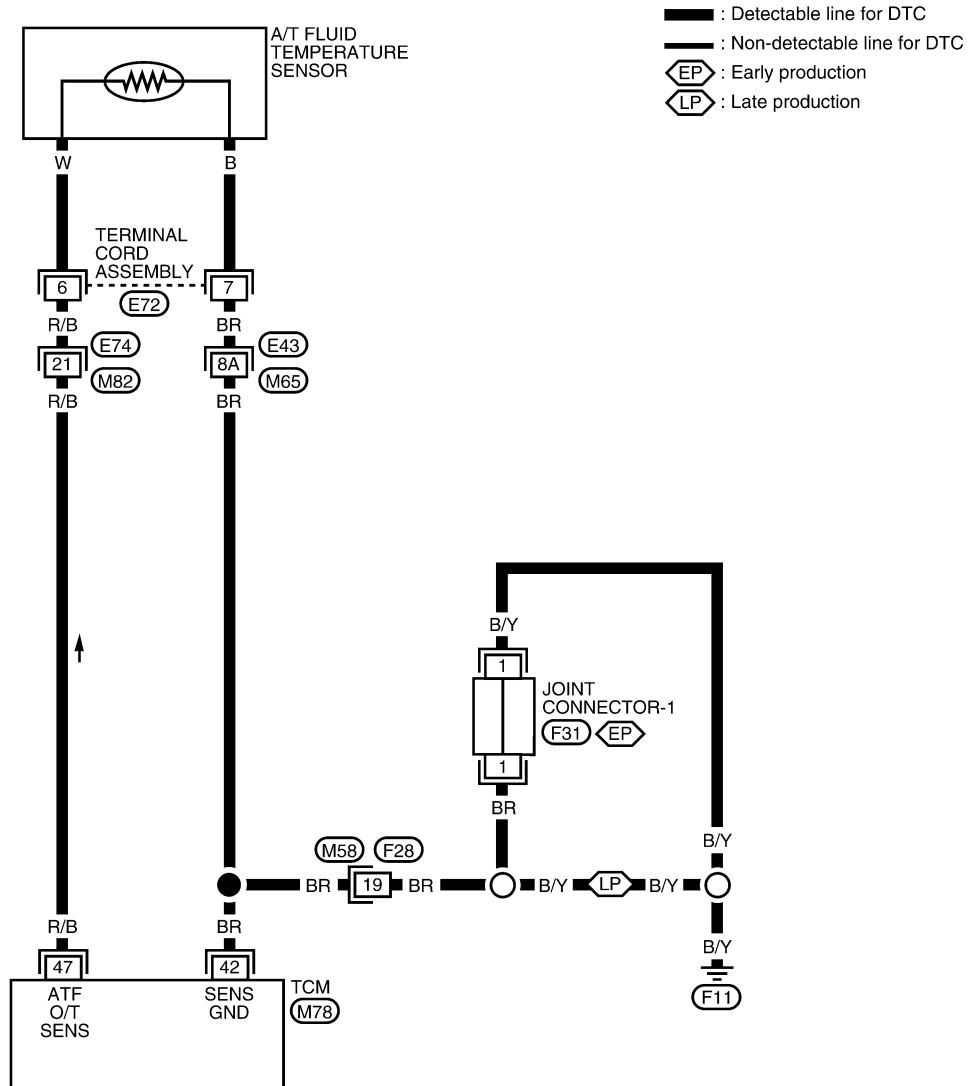 A/T FLUID
TEMPERATURE
SENSOR
: Detectable line for DTC
: Non-detectable line for DTC
EP : Early production
LP : Late production
W
B
TERMINAL
CORD
ASSEMBLY
6
7
E72
R/B
BR
21
E74
M82
8A
E43
M65
R/B
BR
B/Y
1
JOINT
CONNECTOR-1
F31 EP
1
BR
B/Y
M58 F28
BR 19 BR B/Y LP B/Y
R/B
BR
B/Y
47
42
F11
ATF
O/T
SENS
SENS
GND
TCM
M78